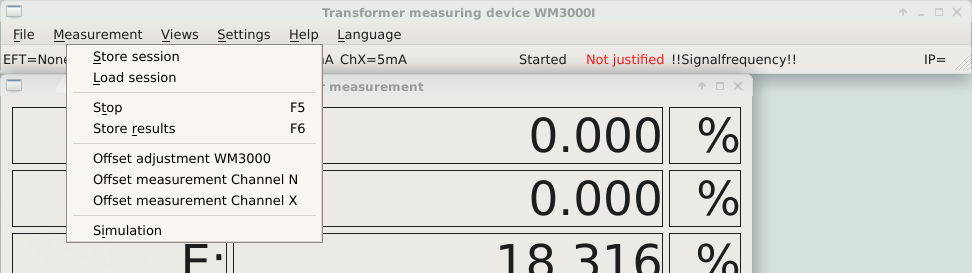 Transformer measuring device WM3000I
File Measurement Views Settings Help Language
EFT=None A ChX=5mA Started Not justified !!Signalfrequency!! IP=
Store session
Load session
measurement
Stop F5
Store results F6
0.000 %
Offset adjustment WM3000
Offset measurement Channel N
Offset measurement Channel X
0.000 %
Simulation
F: 18.316 %